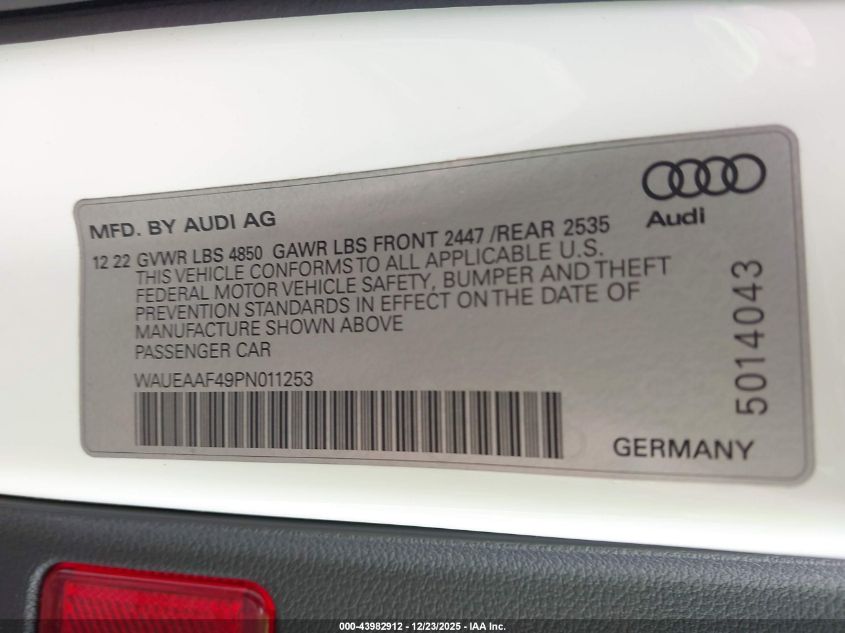 MFD. BY AUDI AG
Audi
12 22 GVWR LBS 4850 GAWR LBS FRONT 2447 /REAR 2535
THIS VEHICLE CONFORMS TO ALL APPLICABLE U.S.
FEDERAL MOTOR VEHICLE SAFETY, BUMPER AND THEFT
PREVENTION STANDARDS IN EFFECT ON THE DATE OF
MANUFACTURE SHOWN ABOVE
PASSENGER CAR
WAUEAAF49PN011253
5014043
GERMANY
000-43982912 - 12/23/2025 - IAA Inc.